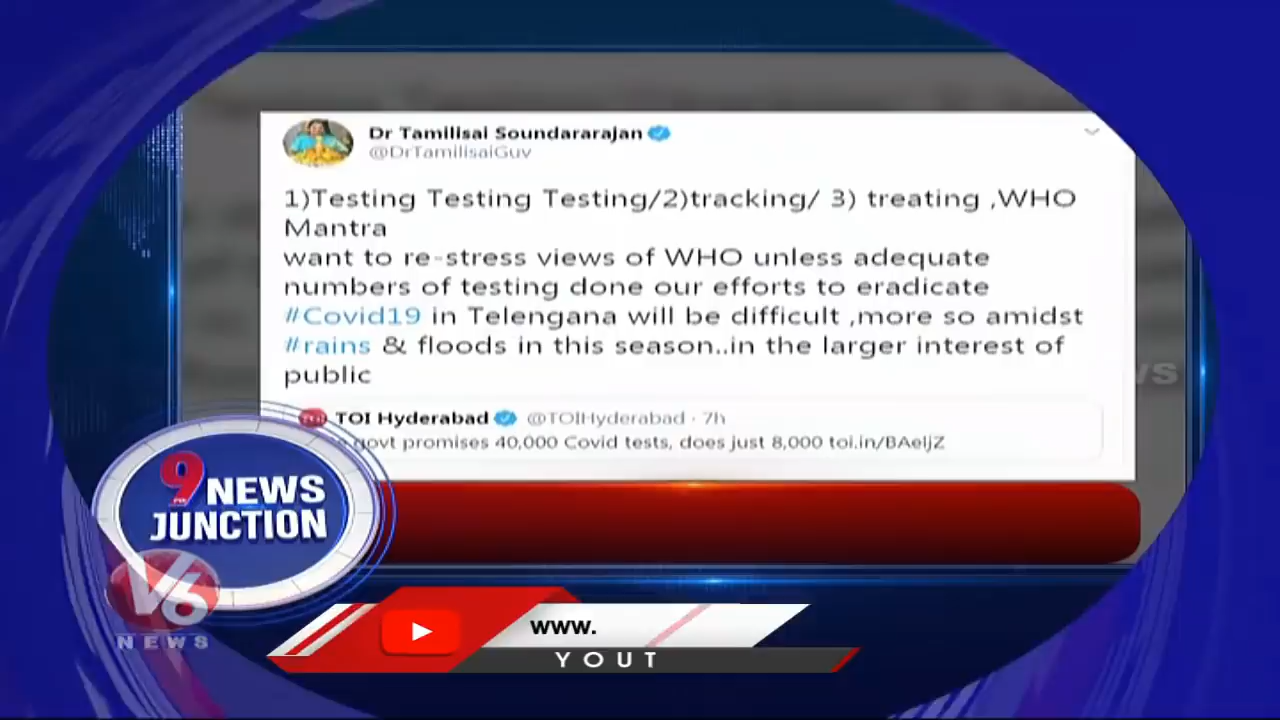 Dr Tamilisai Soundararajan
@DrTamilisaiGuv
1)Testing Testing Testing/2)tracking/ 3) treating ,WHO
Mantra
want to re-stress views of WHO unless adequate
numbers of testing done our efforts to eradicate
#Covid19 in Telengana will be difficult ,more so amidst
#rains & floods in this season..in the larger interest of
public
TOI Hyderabad @TOIHyderabad · 7h
govt promises 40,000 Covid tests, does just 8,000 toi.in/BAeljZ
9 NEWS
JUNCTION
V6
NEWS
www.
YOUT